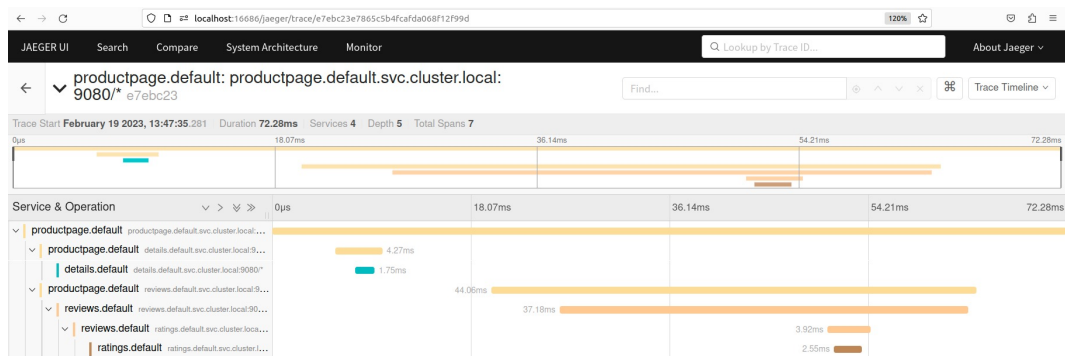 localhost:16686/jaeger/trace/e7ebc23e7865c5b4fcafda068f12f99d 120%
JAEGER UI Search Compare System Architecture Monitor Lookup by Trace ID... About Jaeger
productpage.default: productpage.default.svc.cluster.local:
9080/* e7ebc23
Find... ⌘ Trace Timeline
Trace Start February 19 2023, 13:47:35.281 Duration 72.28ms Services 4 Depth 5 Total Spans 7
0μs 18.07ms 36.14ms 54.21ms 72.28ms
Service & Operation 0μs 18.07ms 36.14ms 54.21ms 72.28ms
productpage.default productpage.default.svc.cluster.local:...
productpage.default details.default.svc.cluster.local:9... 4.27ms
details.default details.default.svc.cluster.local:9080/* 1.75ms
productpage.default reviews.default.svc.cluster.local:9... 44.06ms
reviews.default reviews.default.svc.cluster.local:90... 37.18ms
reviews.default ratings.default.svc.cluster.loca... 3.92ms
ratings.default ratings.default.svc.cluster.l... 2.55ms